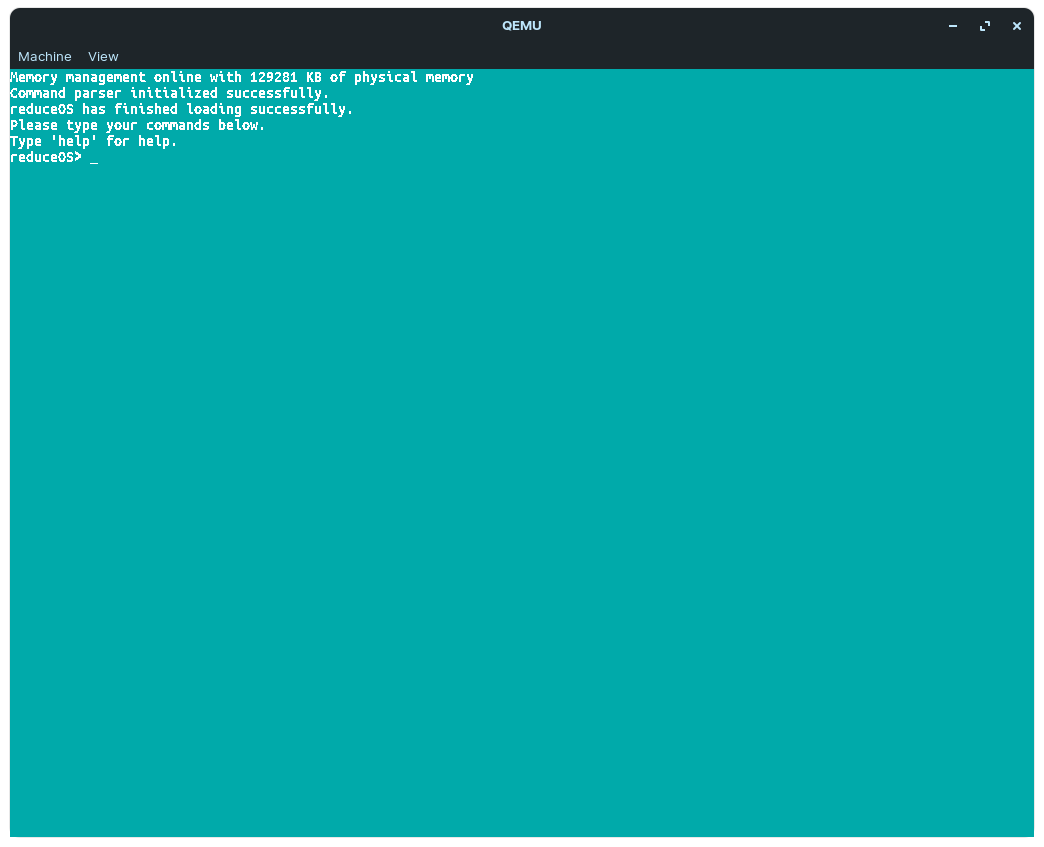 QEMU
Machine View
Memory management online with 129281 KB of physical memory
Command parser initialized successfully.
reduceOS has finished loading successfully.
Please type your commands below.
Type 'help' for help.
reduceOS> _